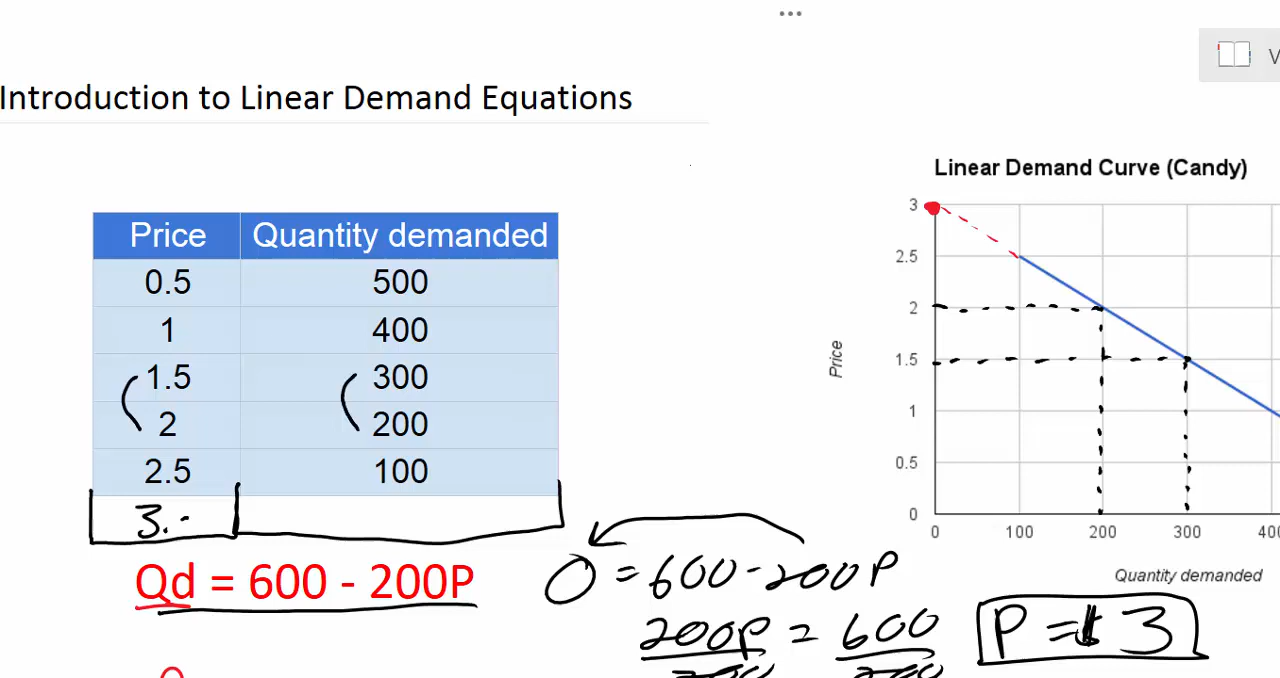 ...
V
Introduction to Linear Demand Equations
Linear Demand Curve (Candy)
Price Quantity demanded
0.5 500
1 400
1.5 300
2 200
2.5 100
3.-
3
2.5
2
1.5
1
0.5
0
Price
0 100 200 300 400
Quantity demanded
Qd = 600 - 200P
0 = 600 - 200P
200P = 600
200 200
P = $3